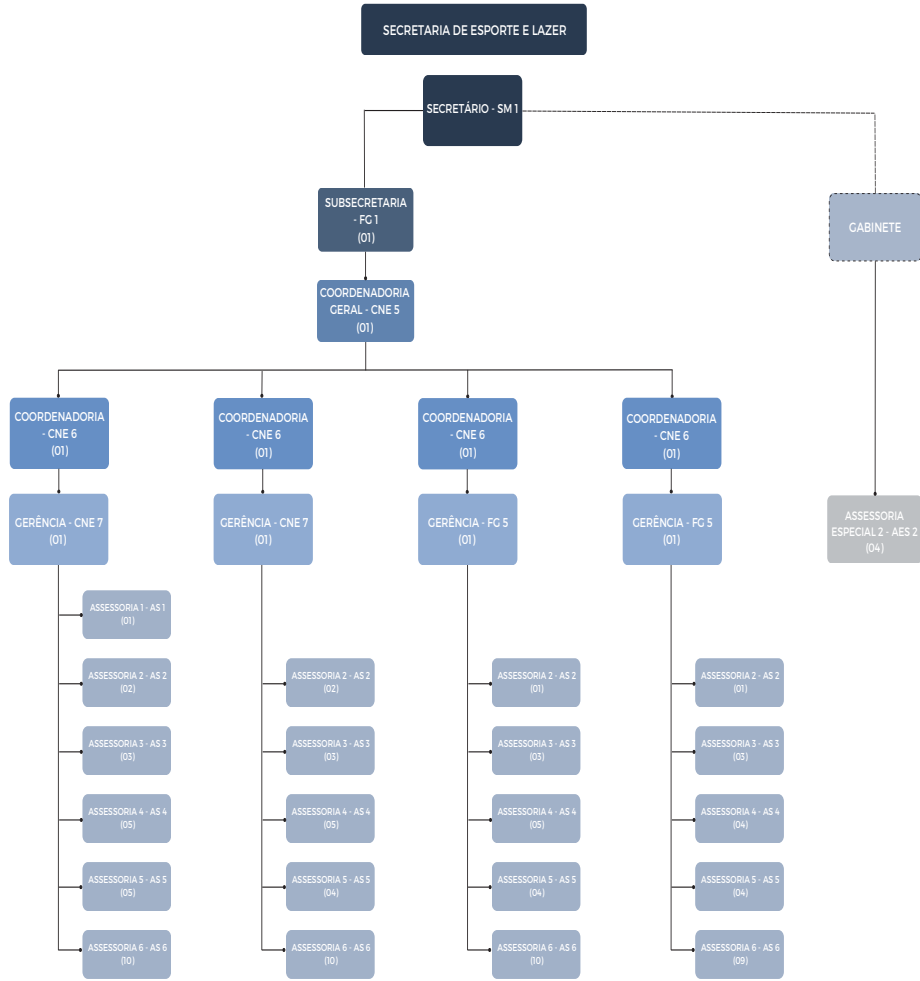 SECRETARIA DE ESPORTE E LAZER
SECRETÁRIO - SM 1
SUBSECRETARIA
- FG 1
(01)
GABINETE
COORDENADORIA
GERAL - CNE 5
(01)
COORDENADORIA
- CNE 6
(01)
COORDENADORIA
- CNE 6
(01)
COORDENADORIA
- CNE 6
(01)
COORDENADORIA
- CNE 6
(01)
GERÊNCIA - CNE 7
(01)
GERÊNCIA - CNE 7
(01)
GERÊNCIA - FG 5
(01)
GERÊNCIA - FG 5
(01)
ASSESSORIA
ESPECIAL 2 - AES 2
(04)
ASSESSORIA 1 - AS 1
(01)
ASSESSORIA 2 - AS 2
(02)
ASSESSORIA 2 - AS 2
(02)
ASSESSORIA 2 - AS 2
(01)
ASSESSORIA 2 - AS 2
(01)
ASSESSORIA 3 - AS 3
(03)
ASSESSORIA 3 - AS 3
(03)
ASSESSORIA 3 - AS 3
(03)
ASSESSORIA 3 - AS 3
(03)
ASSESSORIA 4 - AS 4
(05)
ASSESSORIA 4 - AS 4
(05)
ASSESSORIA 4 - AS 4
(05)
ASSESSORIA 4 - AS 4
(04)
ASSESSORIA 5 - AS 5
(05)
ASSESSORIA 5 - AS 5
(04)
ASSESSORIA 5 - AS 5
(04)
ASSESSORIA 5 - AS 5
(04)
ASSESSORIA 6 - AS 6
(10)
ASSESSORIA 6 - AS 6
(10)
ASSESSORIA 6 - AS 6
(10)
ASSESSORIA 6 - AS 6
(09)